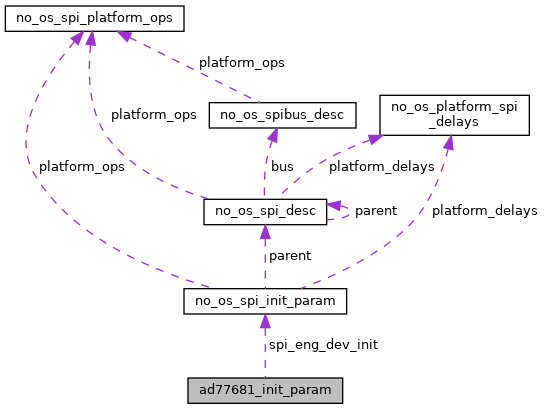 no_os_spi_platform_ops
platform_ops
no_os_spibus_desc
no_os_platform_spi
_delays
platform_ops
platform_ops
bus
platform_delays
no_os_spi_desc
parent
platform_delays
parent
no_os_spi_init_param
spi_eng_dev_init
ad77681_init_param